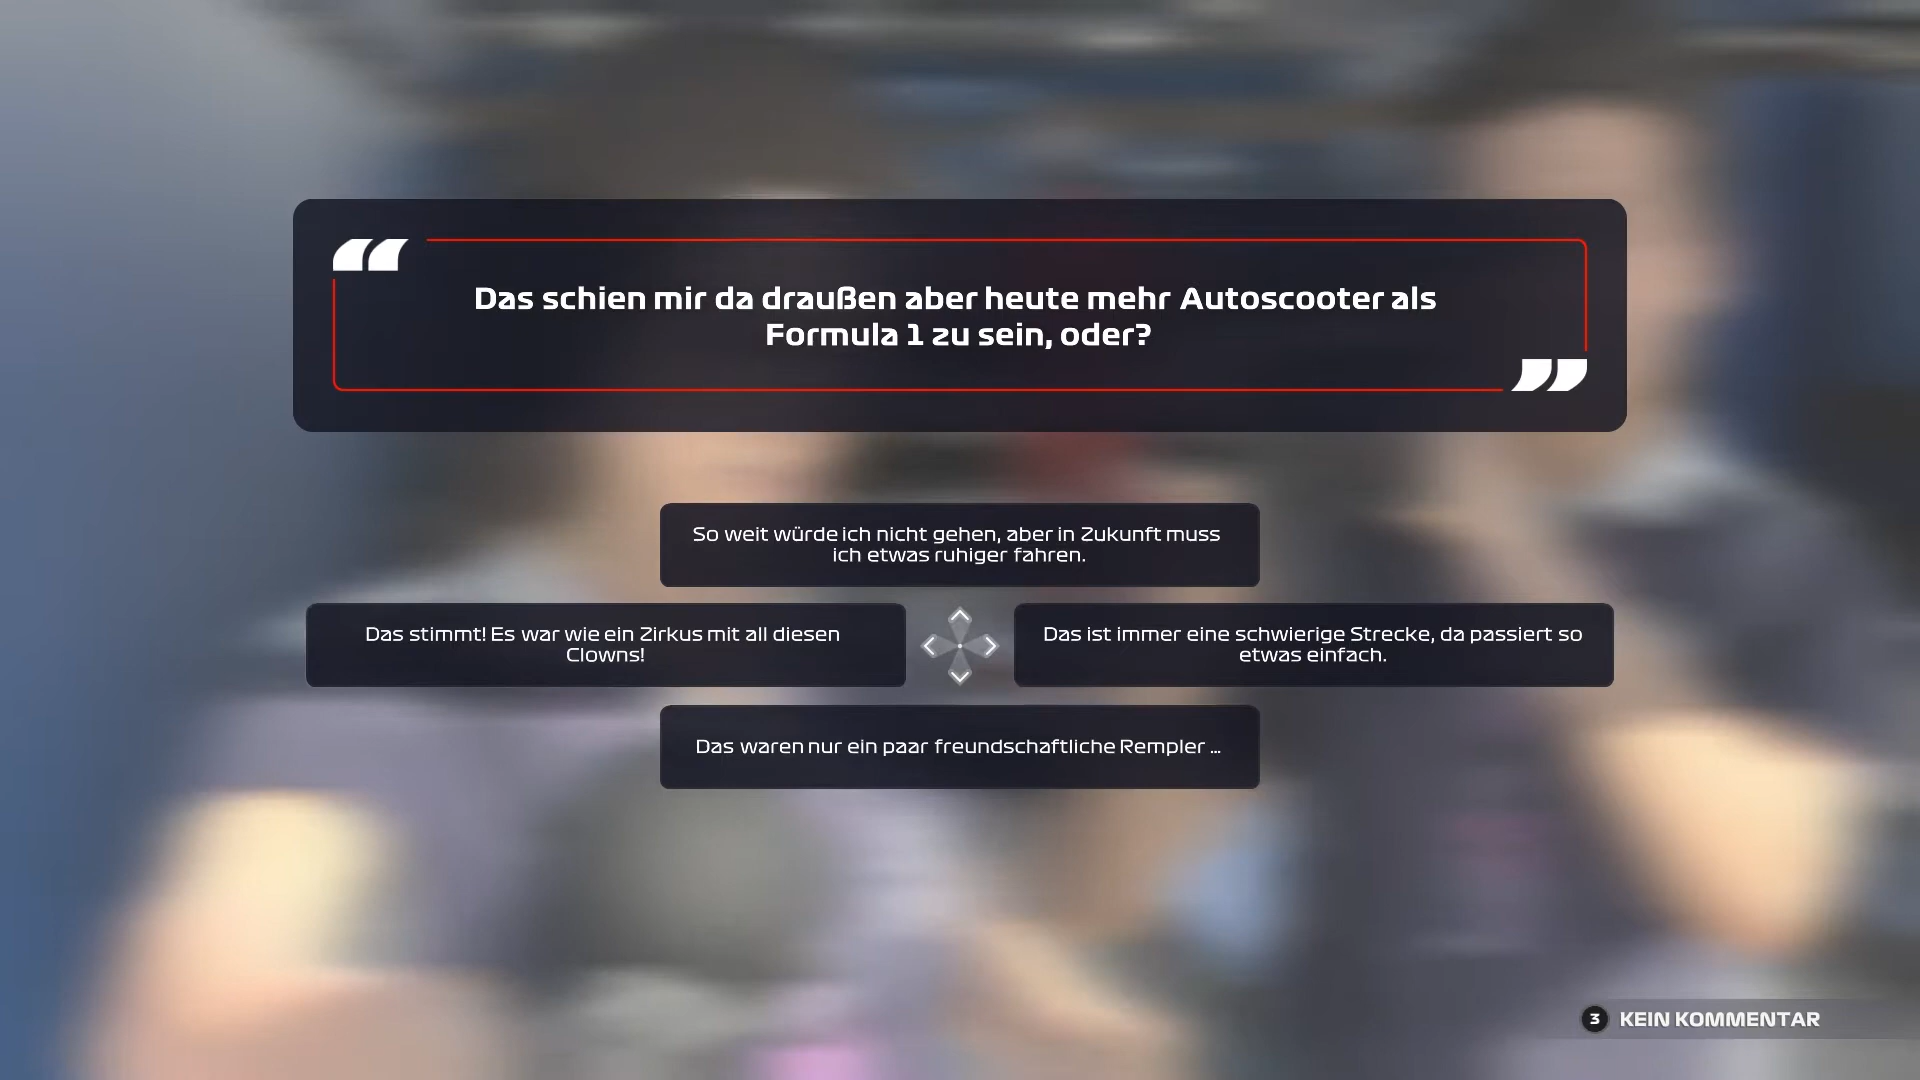 Das schien mir da draußen aber heute mehr Autoscooter als
Formula 1 zu sein, oder?
So weit würde ich nicht gehen, aber in Zukunft muss
ich etwas ruhiger fahren.
Das stimmt! Es war wie ein Zirkus mit all diesen
Clowns!
Das ist immer eine schwierige Strecke, da passiert so
etwas einfach.
Das waren nur ein paar freundschaftliche Rempler ...
3 KEIN KOMMENTAR